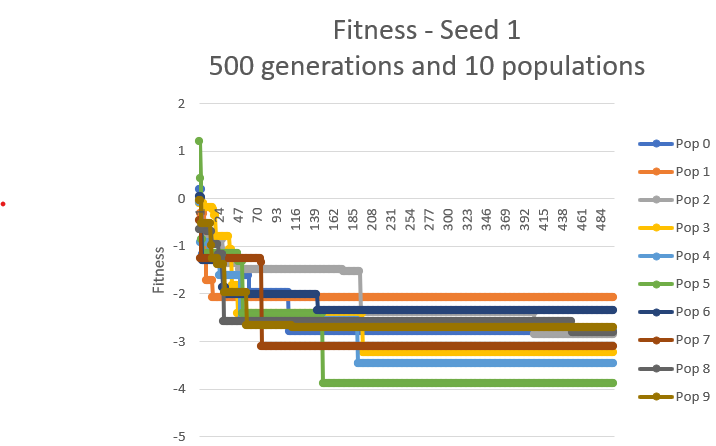 Fitness - Seed 1
500 generations and 10 populations
2
1
0
-1
-2
-3
-4
-5
Fitness
24 47 70 93 116 139 162 185 208 231 254 277 300 323 346 369 392 415 438 461 484
Pop 0
Pop 1
Pop 2
Pop 3
Pop 4
Pop 5
Pop 6
Pop 7
Pop 8
Pop 9